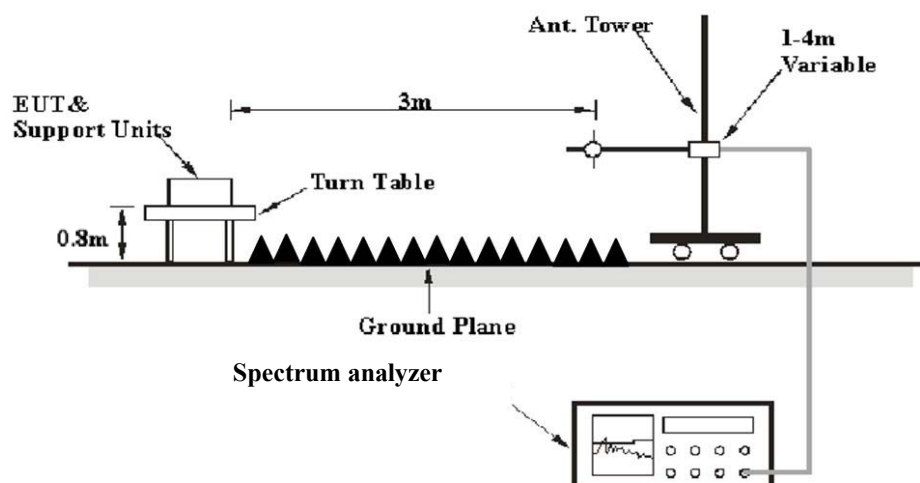 Ant. Tower
1-4m
Variable
EUT&
Support Units
3m
Turn Table
0.8m
Ground Plane
Spectrum analyzer